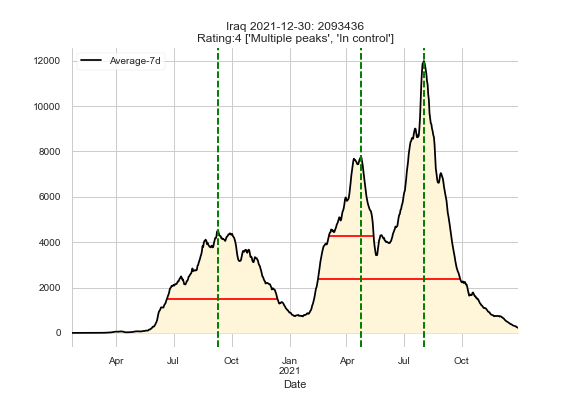 Iraq 2021-12-30: 2093436
Rating:4 ['Multiple peaks', 'In control']
Average-7d
12000
10000
8000
6000
4000
2000
0
Apr Jul Oct Jan Apr Jul Oct
2021
Date